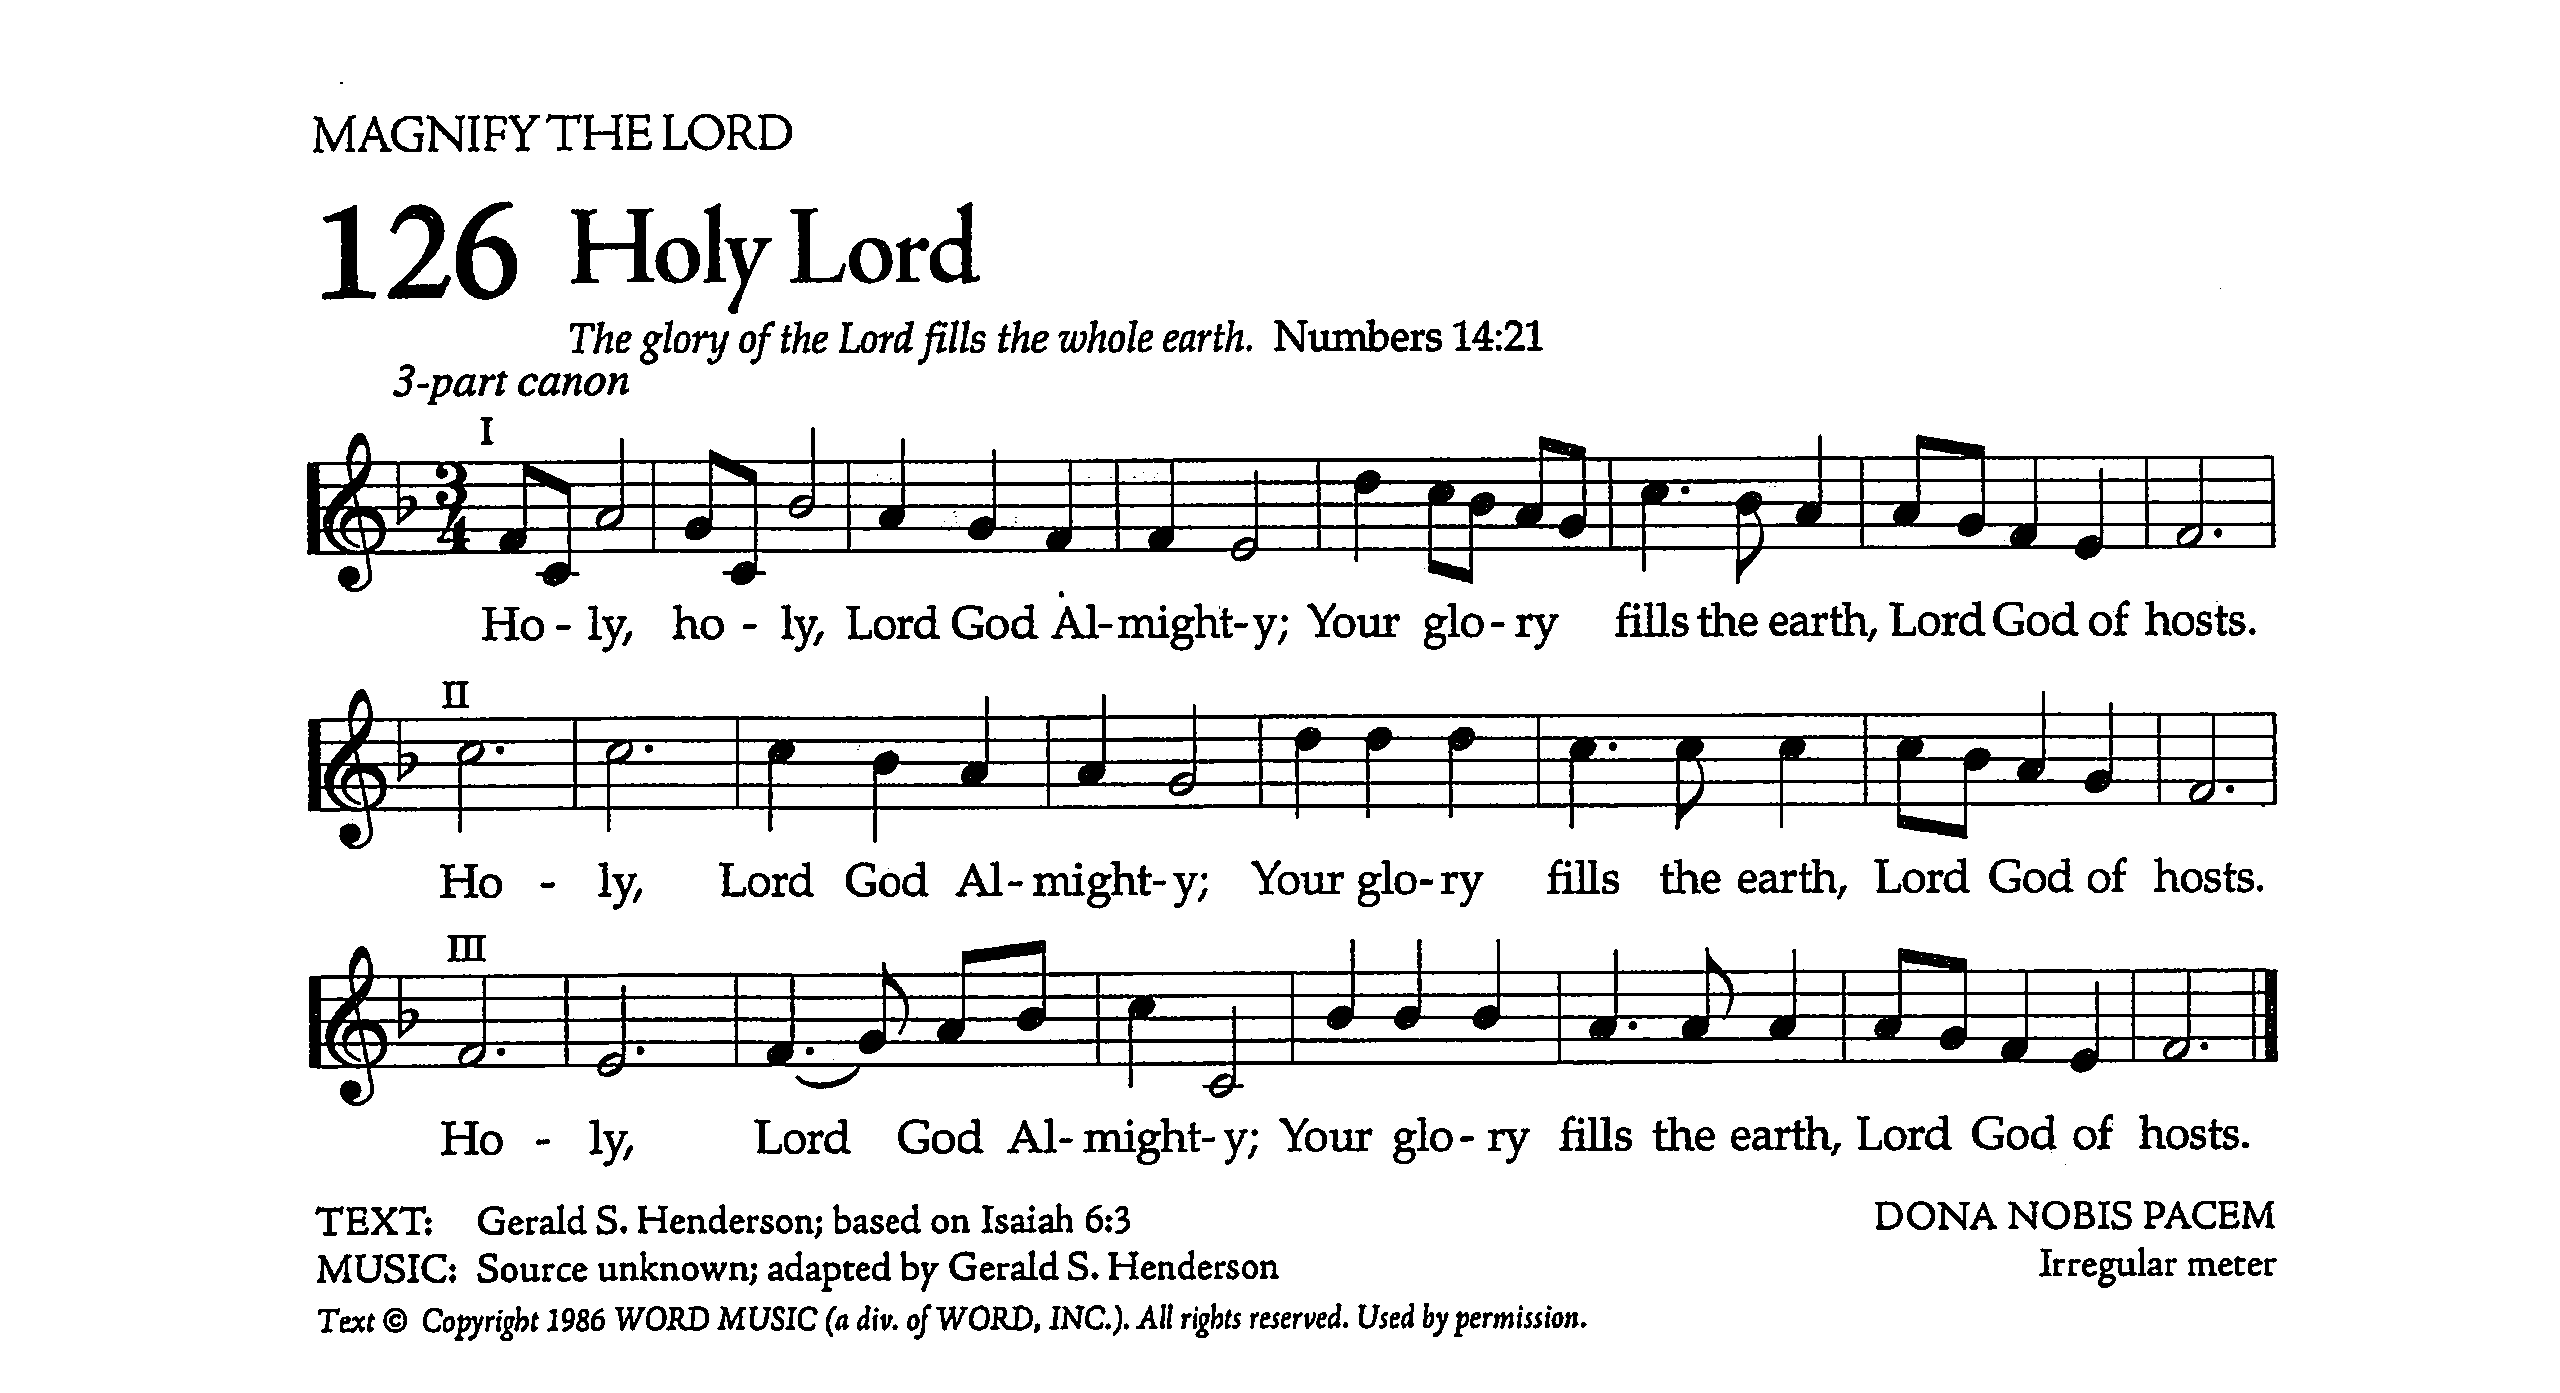 MAGNIFY THE LORD
126 Holy Lord
The glory of the Lord fills the whole earth. Numbers 14:21
3-part canon
I
3/4
Ho - ly, ho - ly, Lord God Al-might-y; Your glo - ry fills the earth, Lord God of hosts.
II
Ho - ly, Lord God Al-might-y; Your glo-ry fills the earth, Lord God of hosts.
III
Ho - ly, Lord God Al-might-y; Your glo-ry fills the earth, Lord God of hosts.
TEXT: Gerald S. Henderson; based on Isaiah 6:3 DONA NOBIS PACEM
MUSIC: Source unknown; adapted by Gerald S. Henderson Irregular meter
Text © Copyright 1986 WORD MUSIC (a div. of WORD, INC.). All rights reserved. Used by permission.